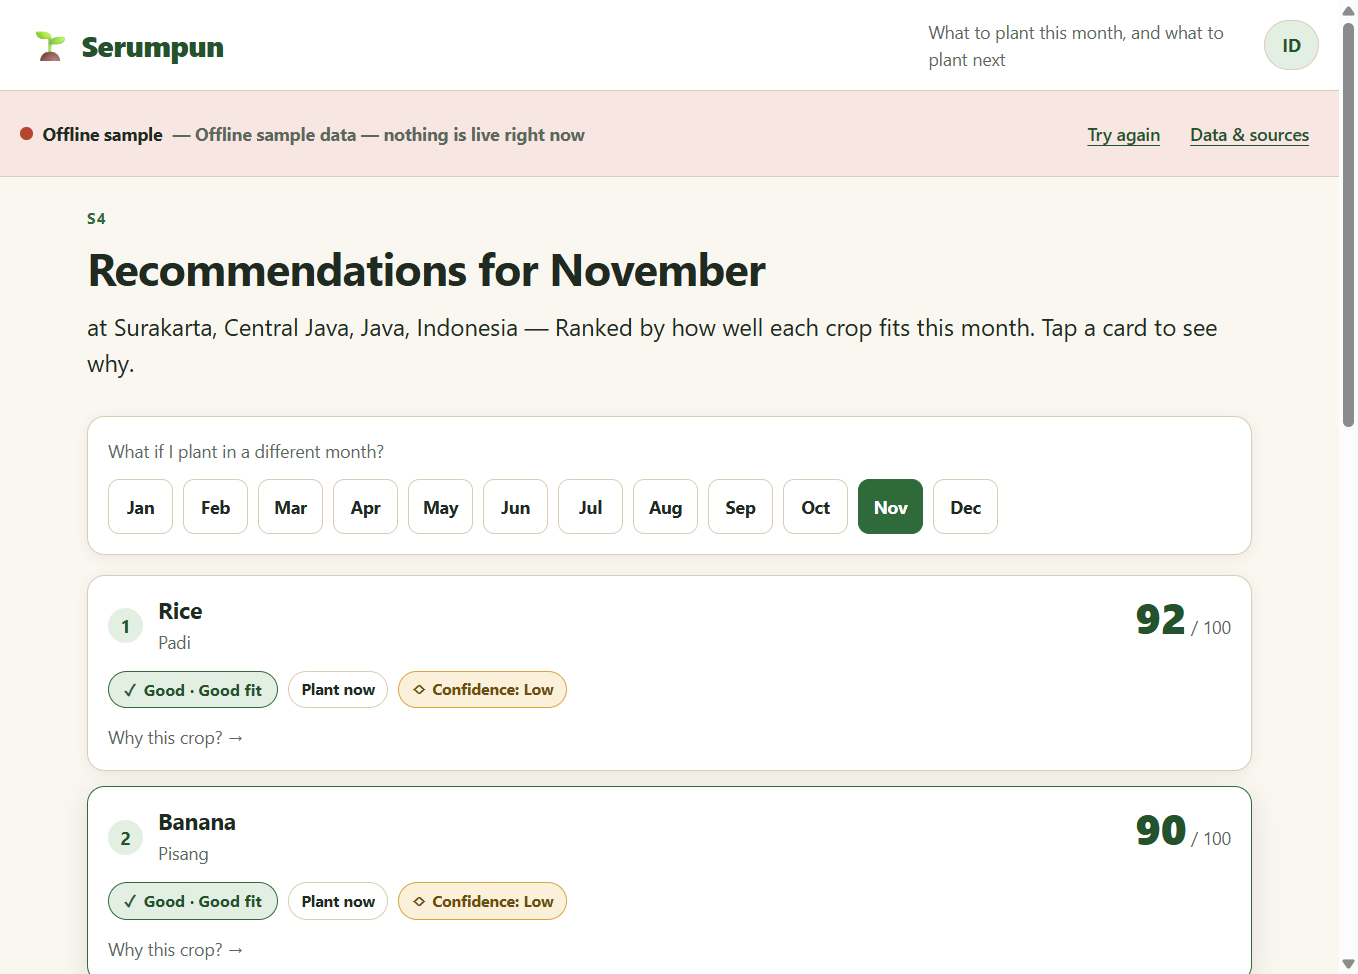 Serumpun
What to plant this month, and what to
plant next
ID
Offline sample — Offline sample data — nothing is live right now
Try again
Data & sources
S4
Recommendations for November
at Surakarta, Central Java, Java, Indonesia — Ranked by how well each crop fits this month. Tap a card to see
why.
What if I plant in a different month?
Jan Feb Mar Apr May Jun Jul Aug Sep Oct Nov Dec
1
Rice
Padi
92 / 100
✓ Good · Good fit
Plant now
◇ Confidence: Low
Why this crop? →
2
Banana
Pisang
90 / 100
✓ Good · Good fit
Plant now
◇ Confidence: Low
Why this crop? →